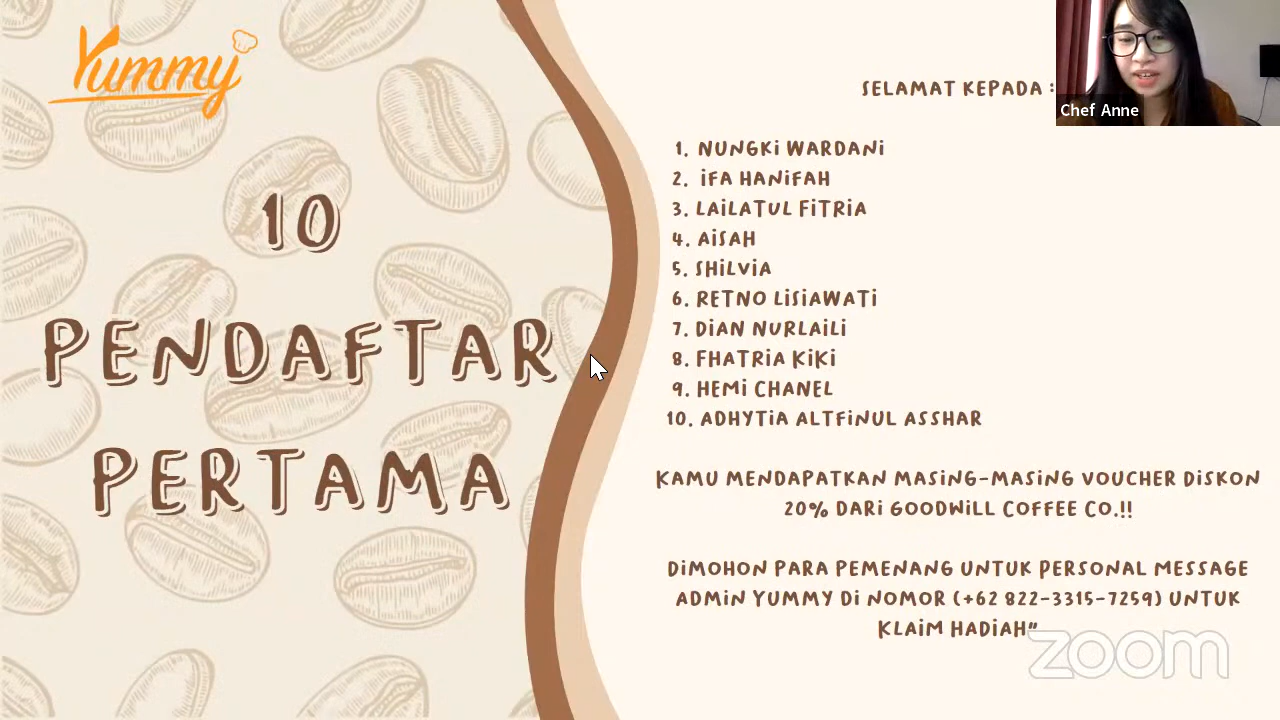 Yummy
10
PENDAFTAR
PERTAMA
SELAMAT KEPADA :
Chef Anne
1. NUNGKI WARDANI
2. IFA HANIFAH
3. LAILATUL FITRIA
4. AISAH
5. SHILVIA
6. RETNO LISIAWATI
7. DIAN NURLAILI
8. FHATRIA KIKI
9. HEMI CHANEL
10. ADHYTIA ALTFINUL ASSHAR
KAMU MENDAPATKAN MASING-MASING VOUCHER DISKON
20% DARI GOODWILL COFFEE CO.!!
DIMOHON PARA PEMENANG UNTUK PERSONAL MESSAGE
ADMIN YUMMY DI NOMOR (+62 822-3315-7259) UNTUK
KLAIM HADIAH"
zoom